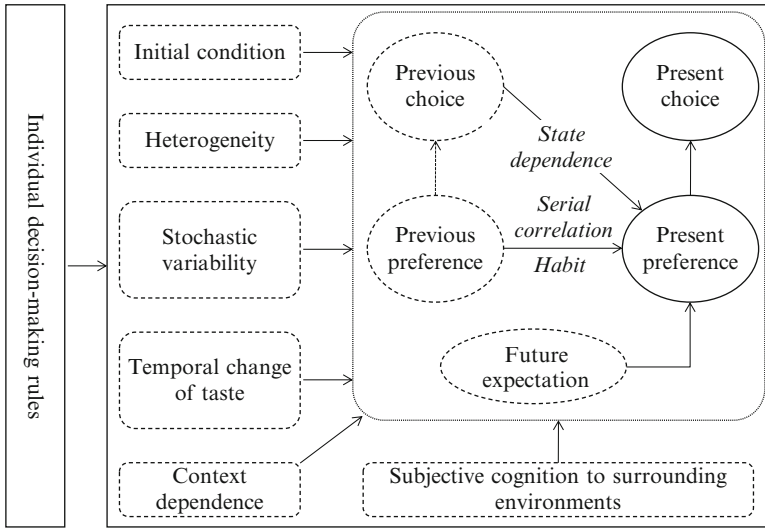 Individual decision-making rules
Initial condition
Heterogeneity
Stochastic
variability
Temporal change
of taste
Context
dependence
Previous
choice
Present
choice
State
dependence
Previous
preference
Serial
correlation
Habit
Present
preference
Future
expectation
Subjective cognition to surrounding
environments